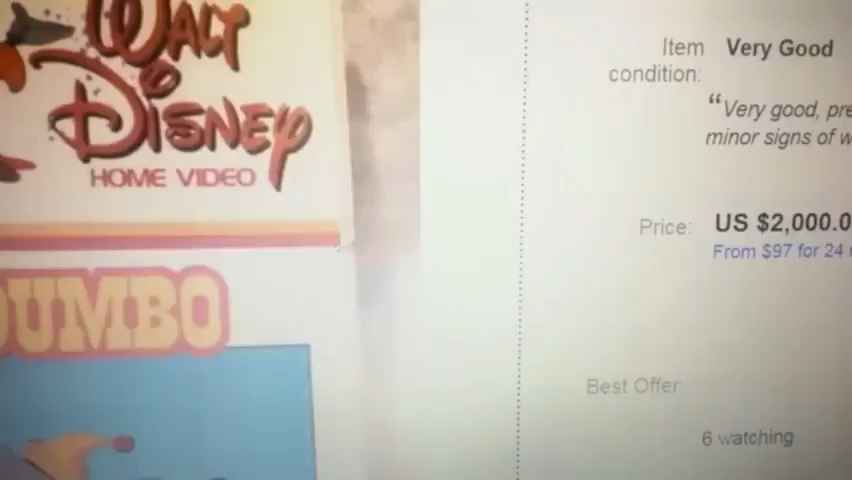 WALT
DISNEY
HOME VIDEO
DUMBO
Item
condition:
Very Good
“Very good, pre
minor signs of w
Price:
US $2,000.0
From $97 for 24
Best Offer:
6 watching